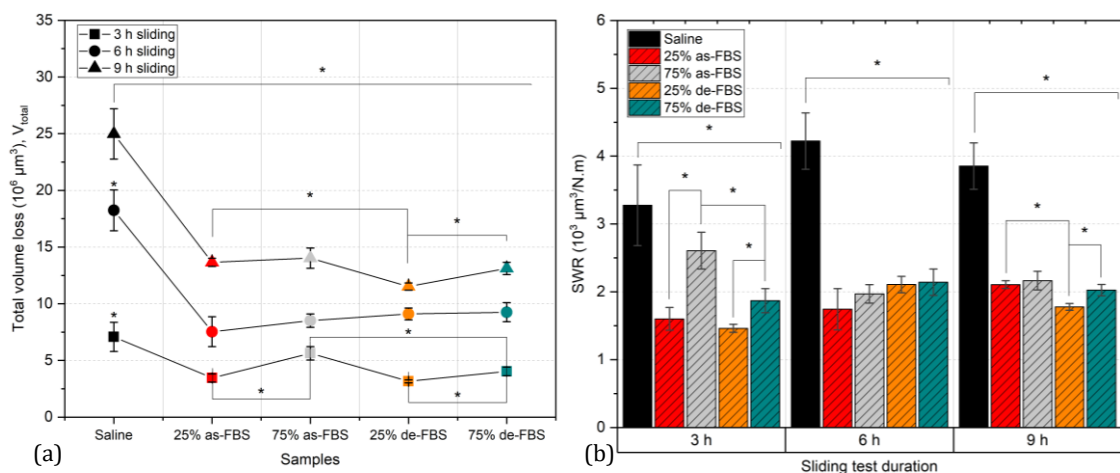 35
30
25
20
15
10
5
0
Total volume loss (10⁶ µm³), V_total
3 h sliding
6 h sliding
9 h sliding
*
*
*
*
*
*
*
*
Saline
25% as-FBS
75% as-FBS
25% de-FBS
75% de-FBS
Samples
(a)
6
5
4
3
2
1
0
SWR (10³ µm³/N.m)
Saline
25% as-FBS
75% as-FBS
25% de-FBS
75% de-FBS
*
*
*
*
*
*
*
*
3 h
6 h
9 h
Sliding test duration
(b)